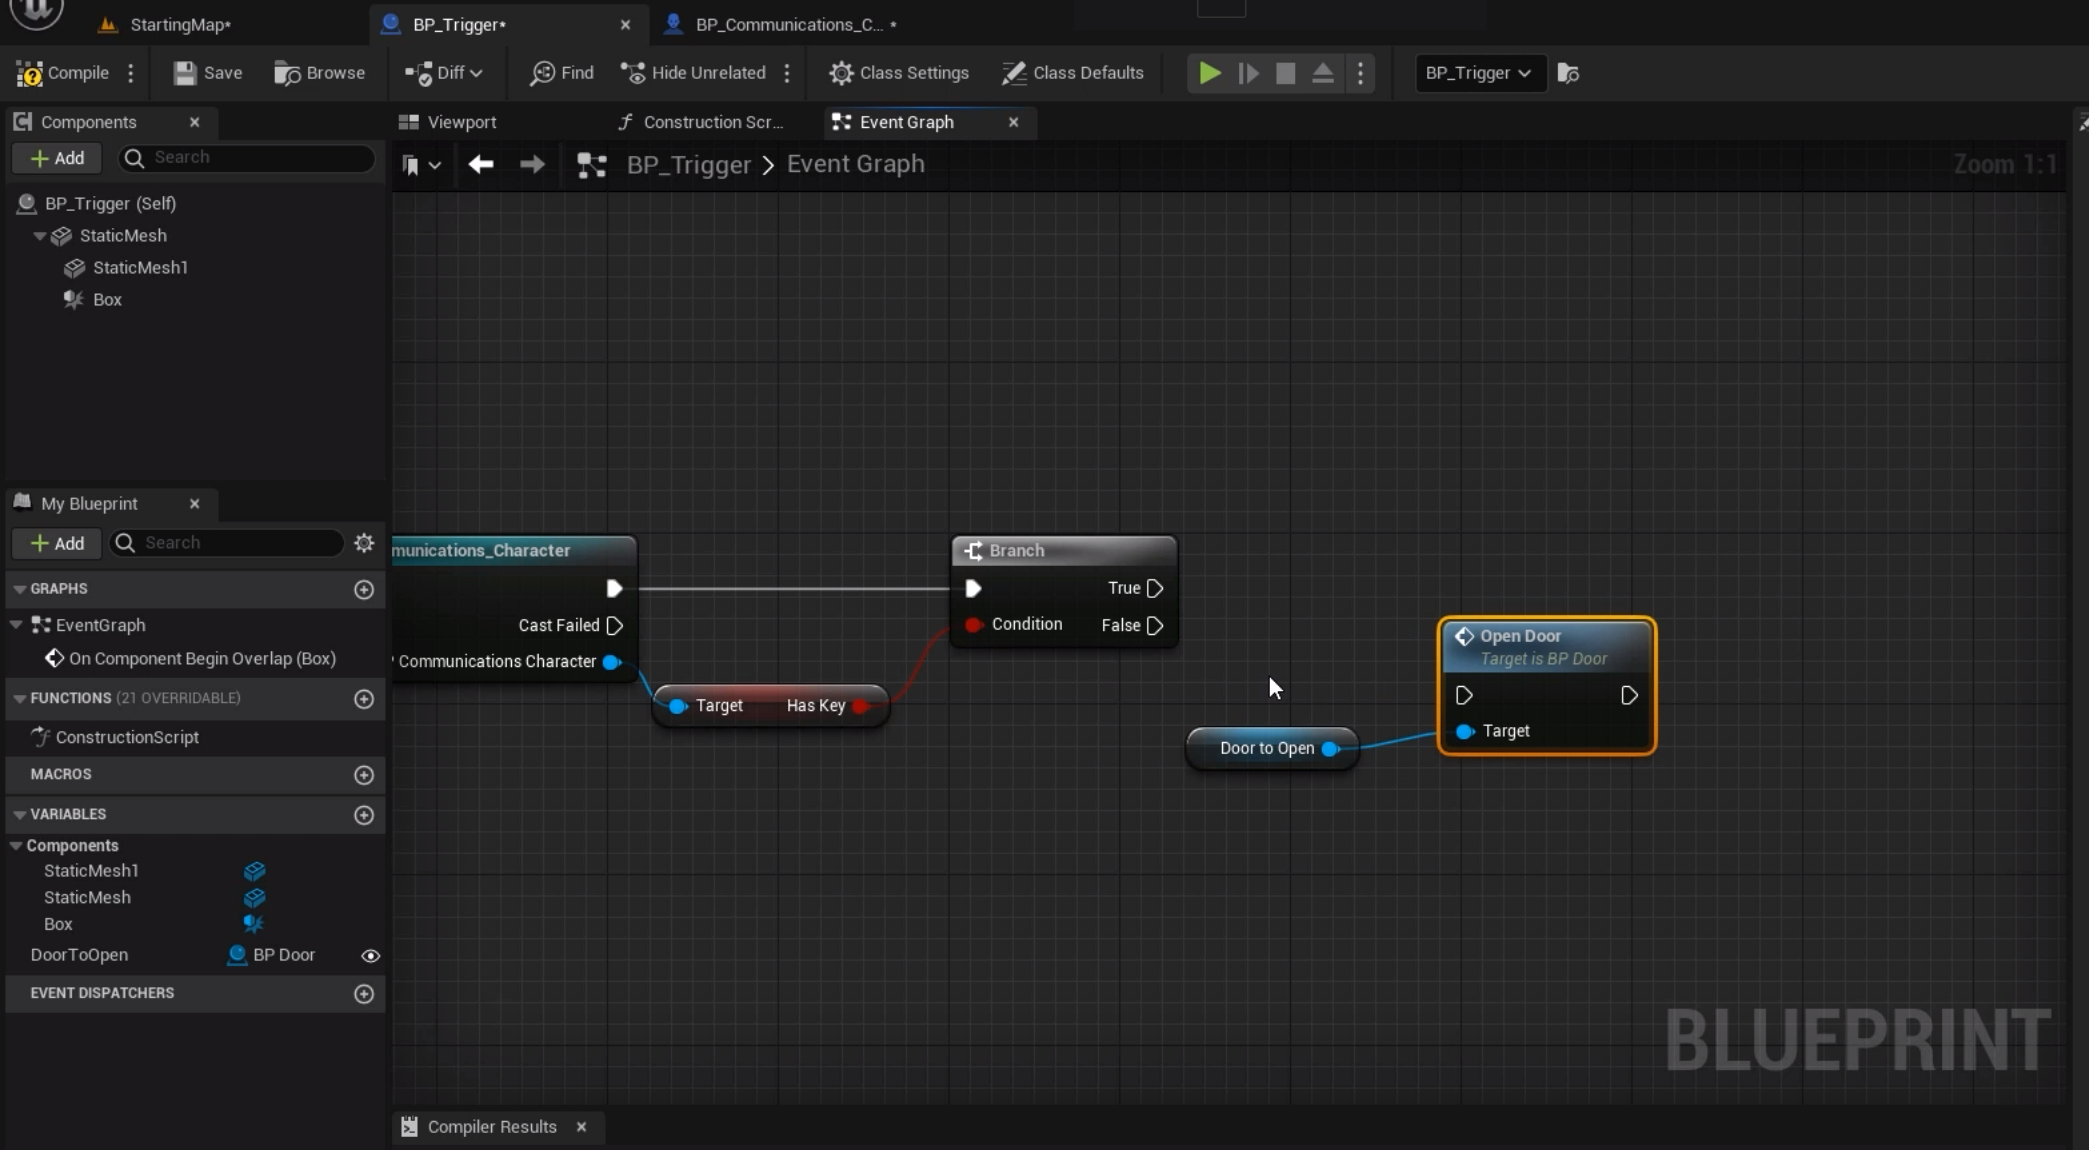 StartingMap*
BP_Trigger*
BP_Communications_C... *
Compile
Save
Browse
Diff
Find
Hide Unrelated
Class Settings
Class Defaults
BP_Trigger
Components
Viewport
Construction Scr...
Event Graph
Add
Search
BP_Trigger > Event Graph
Zoom 1:1
BP_Trigger (Self)
StaticMesh
StaticMesh1
Box
My Blueprint
Add
Search
GRAPHS
EventGraph
On Component Begin Overlap (Box)
FUNCTIONS (21 OVERRIDABLE)
ConstructionScript
MACROS
VARIABLES
Components
StaticMesh1
StaticMesh
Box
DoorToOpen
BP Door
EVENT DISPATCHERS
munications_Character
Cast Failed
Communications Character
Target
Has Key
Branch
True
Condition
False
Door to Open
Open Door
Target is BP Door
Target
BLUEPRINT
Compiler Results